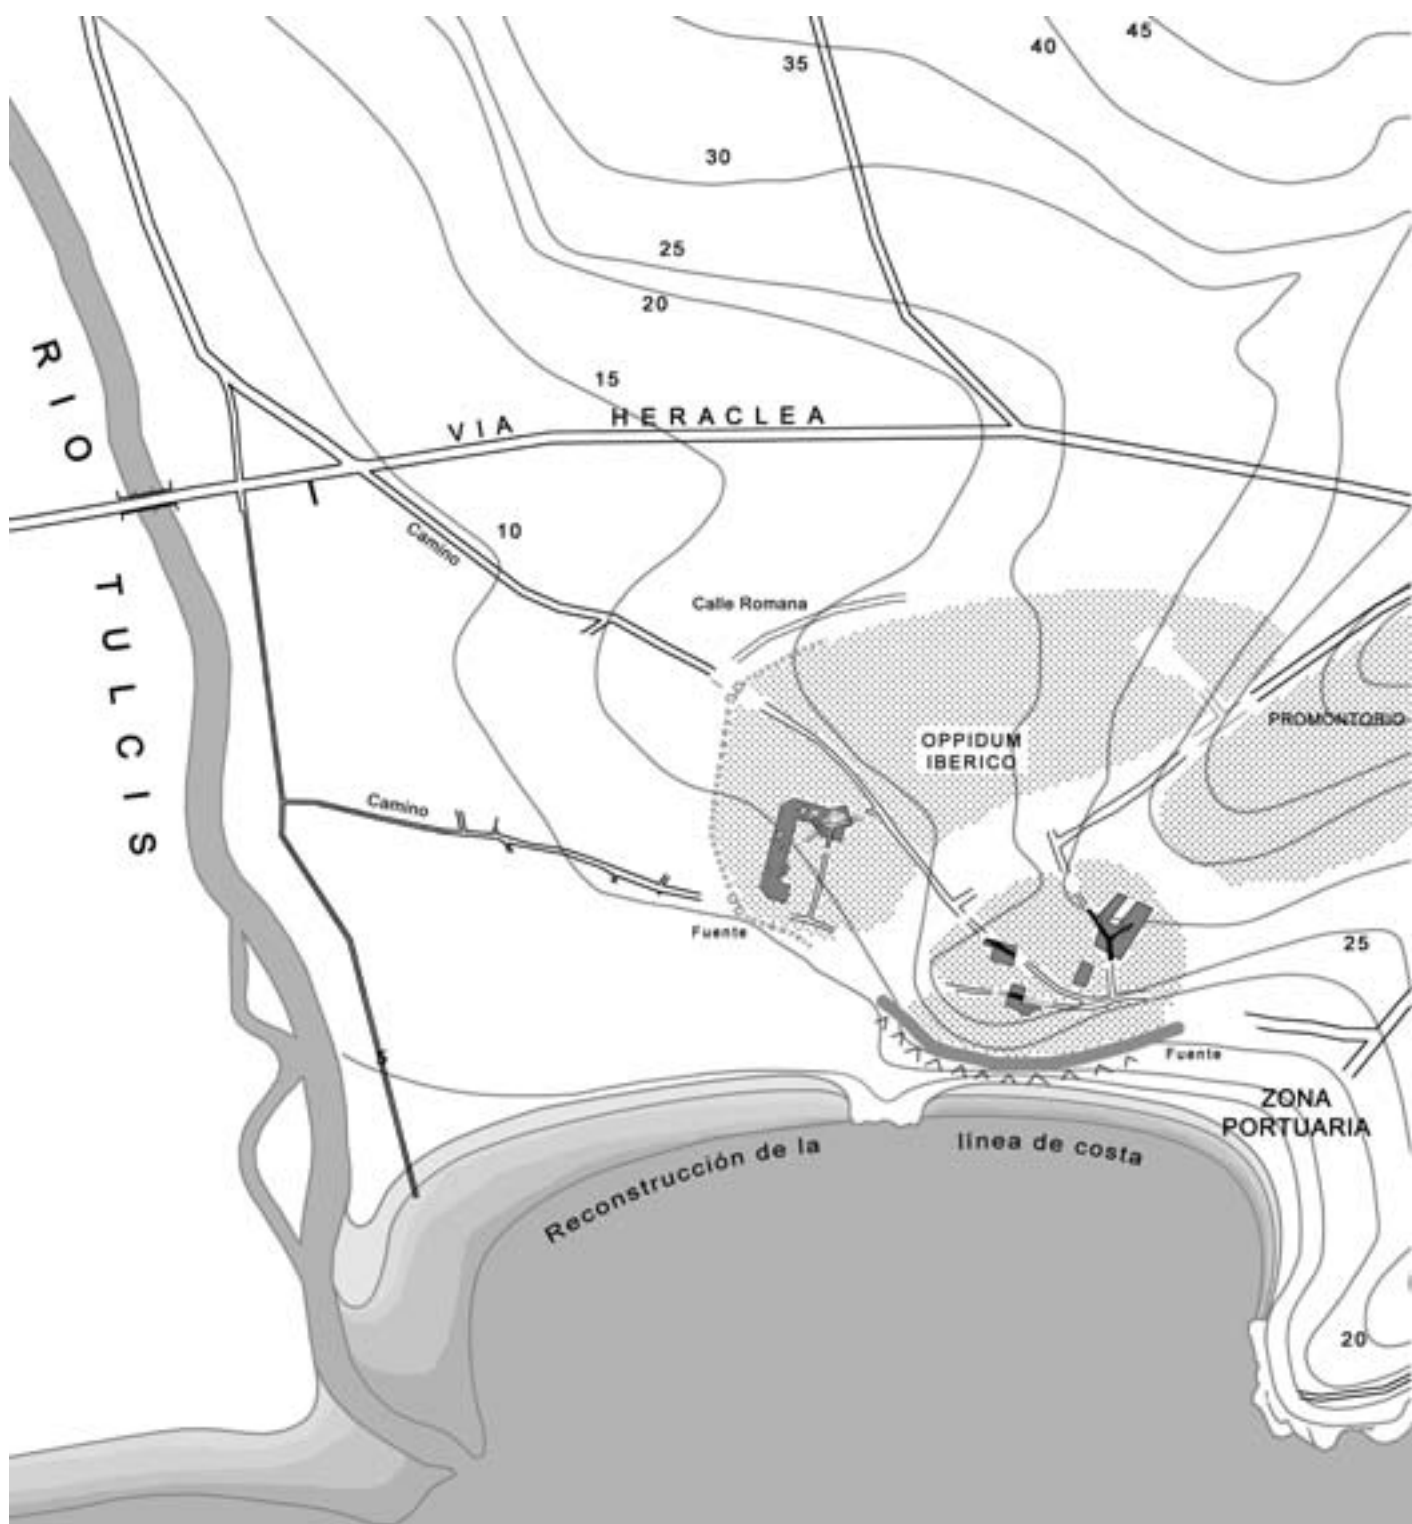 45
40
35
30
25
20
15
VIA HERACLEA
RIO TULCIS
10
Camino
Calle Romana
PROMONTORIO
OPPIDUM
IBERICO
Camino
Fuente
25
5
Fuente
ZONA
PORTUARIA
Reconstrucción de la línea de costa
20